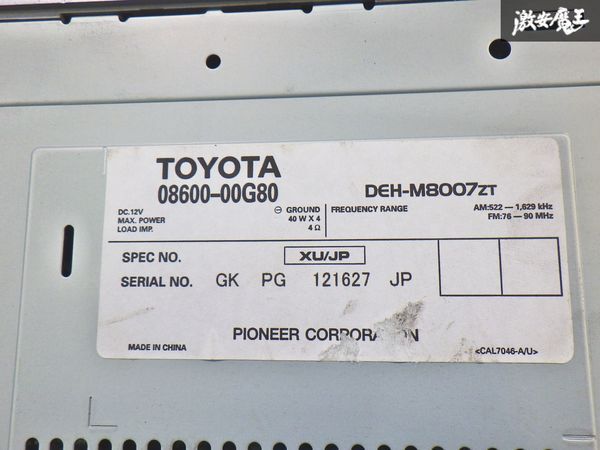 激安魔王
TOYOTA
08600-00G80
DEH-M8007ZT
DC.12V
⊖ GROUND
MAX. POWER
40 W X 4
LOAD IMP.
4 Ω
FREQUENCY RANGE
AM:522 — 1,629 kHz
FM:76 — 90 MHz
SPEC NO.
XU/JP
SERIAL NO.
GK PG 121627 JP
PIONEER CORPORATION
MADE IN CHINA
<CAL7046-A/U>